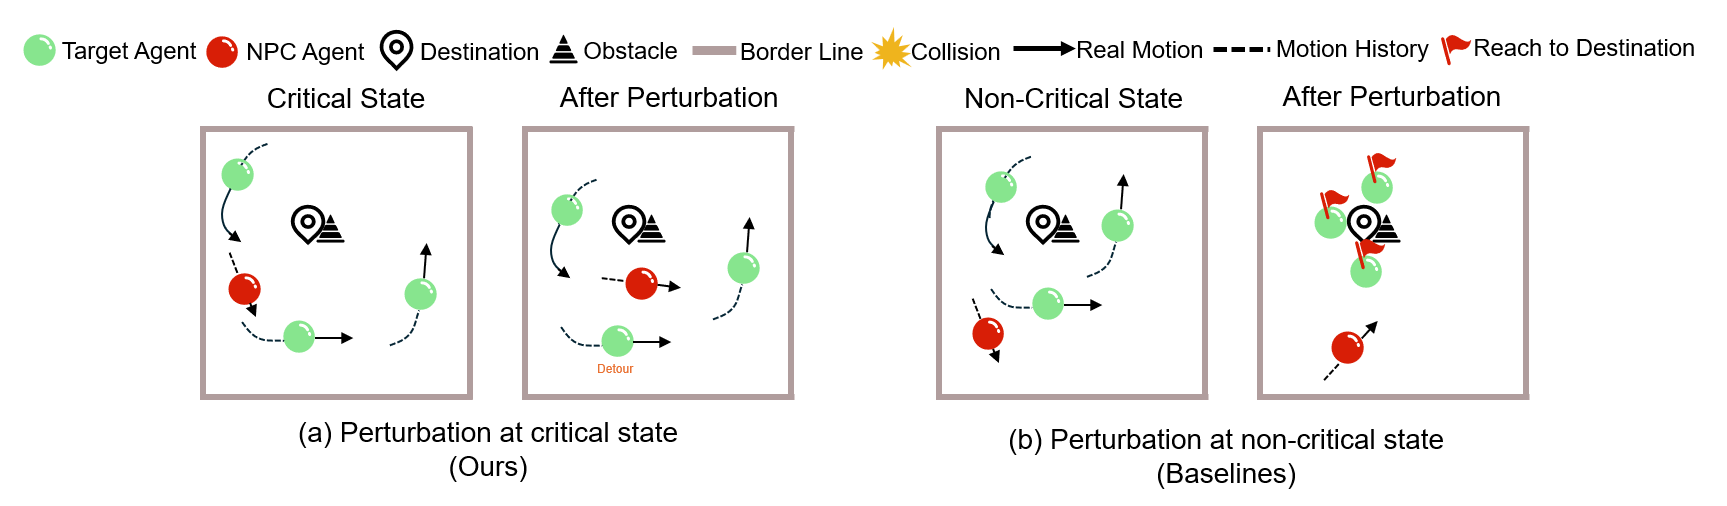 Target Agent NPC Agent Destination Obstacle Border Line Collision Real Motion Motion History Reach to Destination
Critical State After Perturbation Non-Critical State After Perturbation
Detour
(a) Perturbation at critical state
(Ours)
(b) Perturbation at non-critical state
(Baselines)